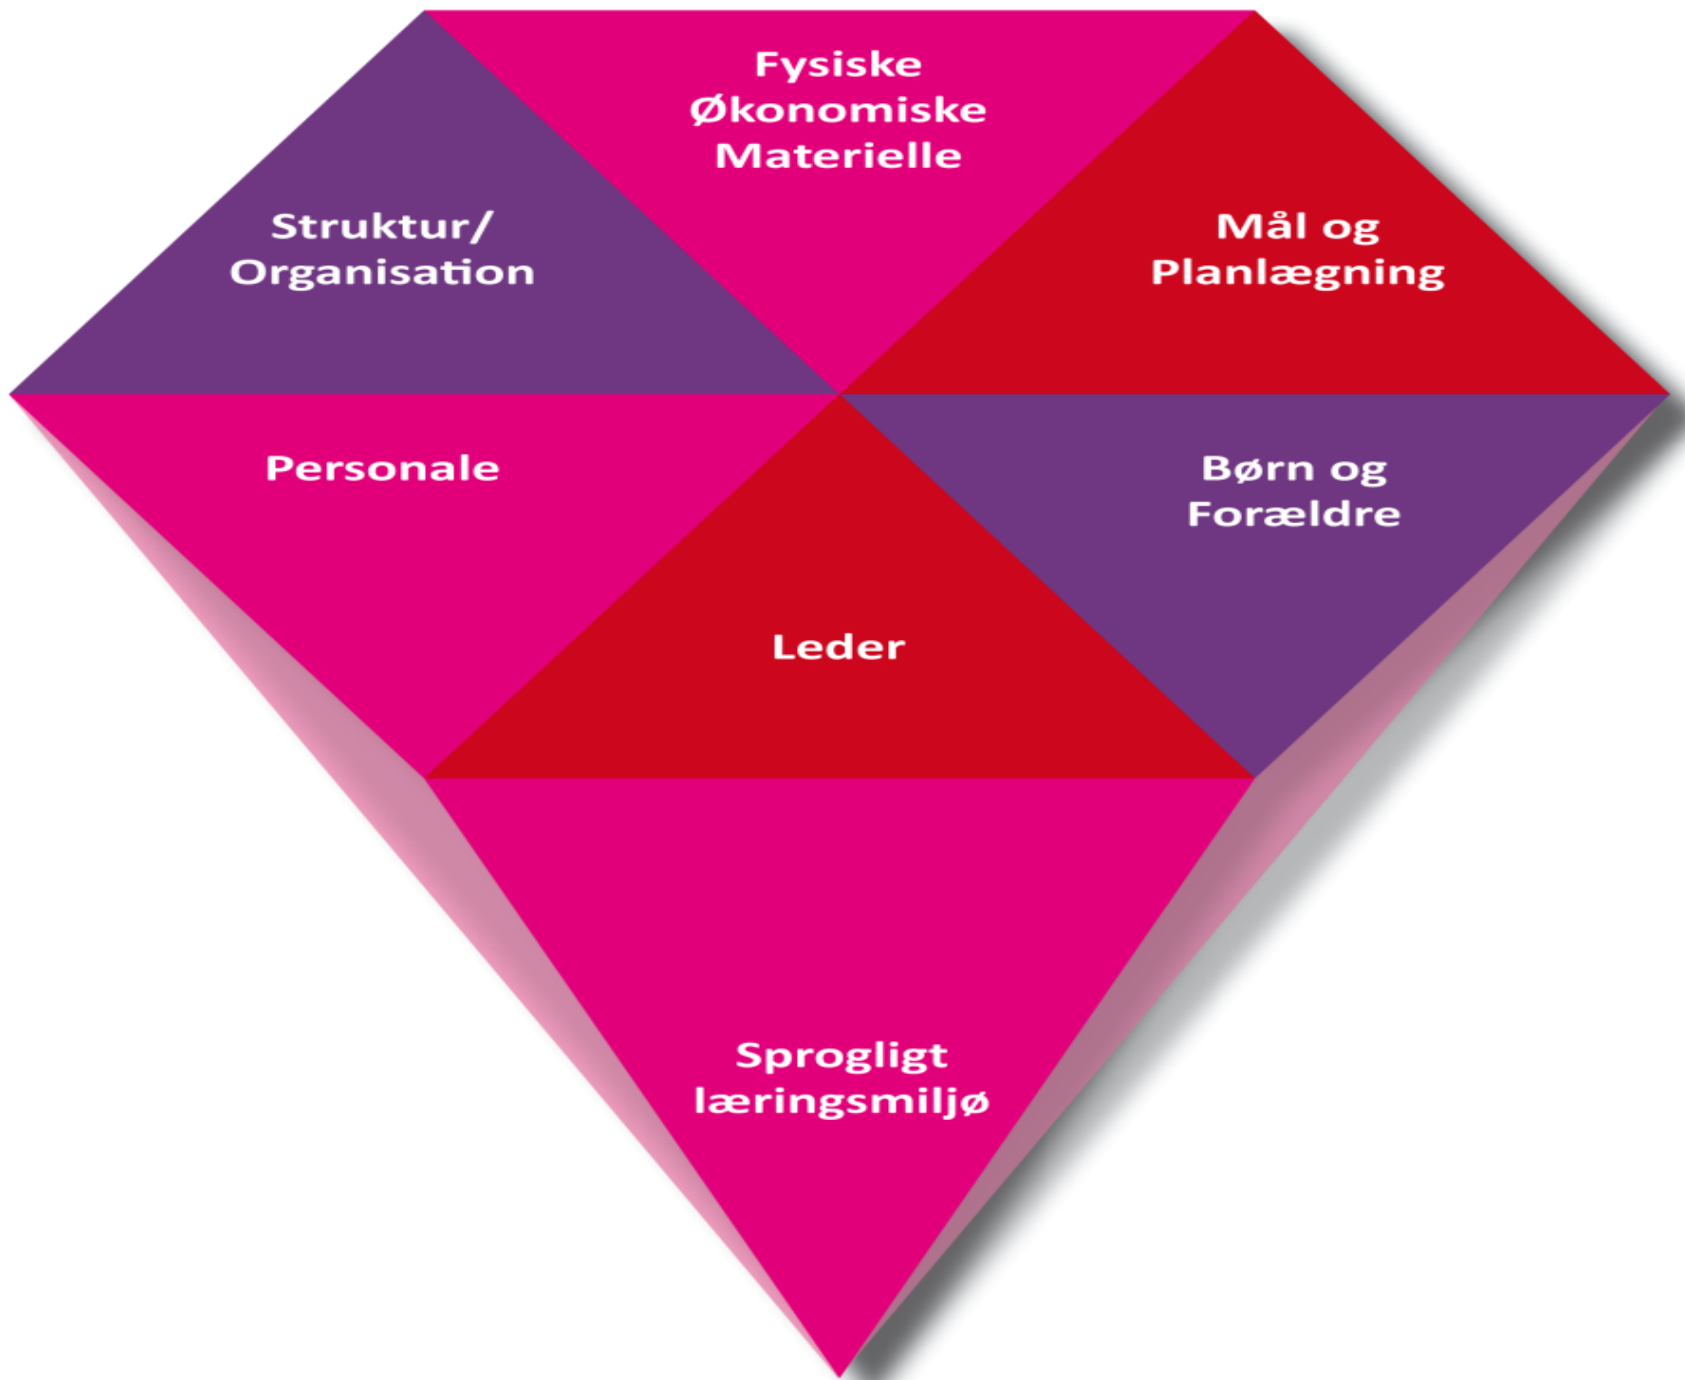 Fysiske
Økonomiske
Materielle
Struktur/
Organisation
Mål og
Planlægning
Personale
Børn og
Forældre
Leder
Sprogligt
læringsmiljø